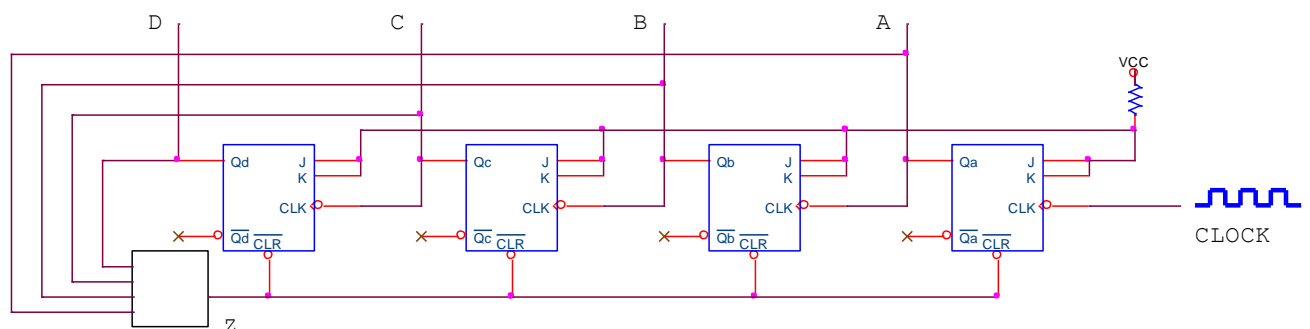 D C B A
VCC
Qd J Qc J Qb J Qa J
K K K K
CLK CLK CLK CLK
Qd CLR Qc CLR Qb CLR Qa CLR
CLOCK
Z